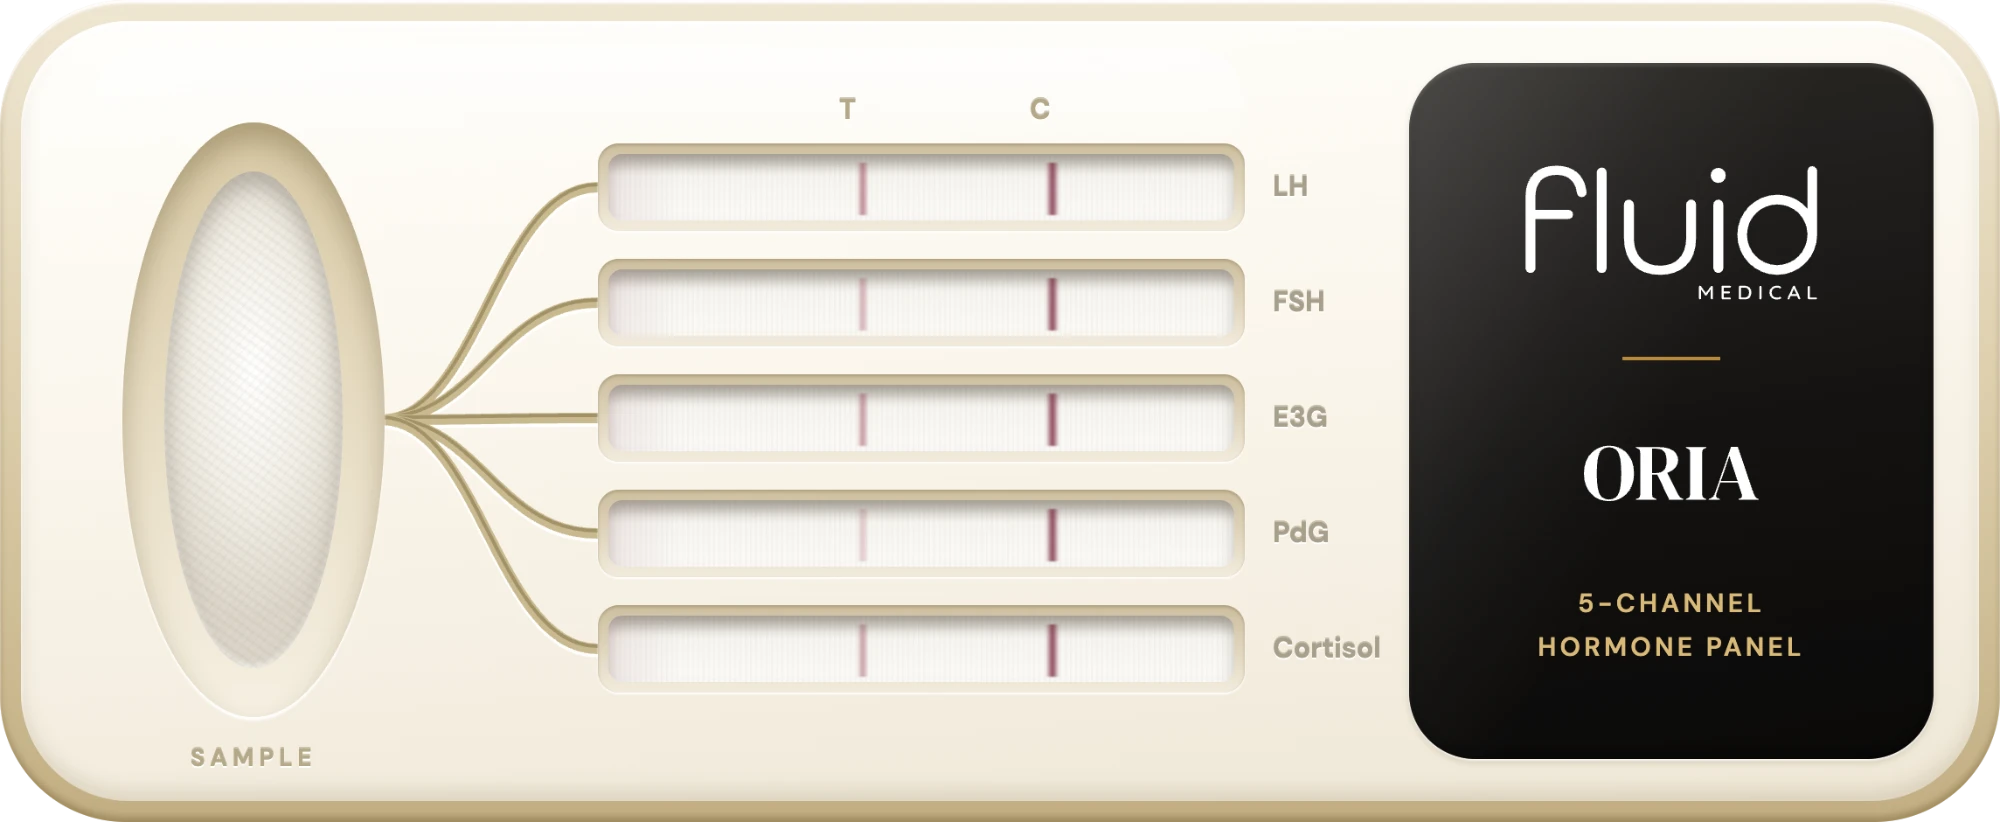 T C
LH
FSH
E3G
PdG
Cortisol
SAMPLE
fluid
MEDICAL
ORIA
5-CHANNEL
HORMONE PANEL